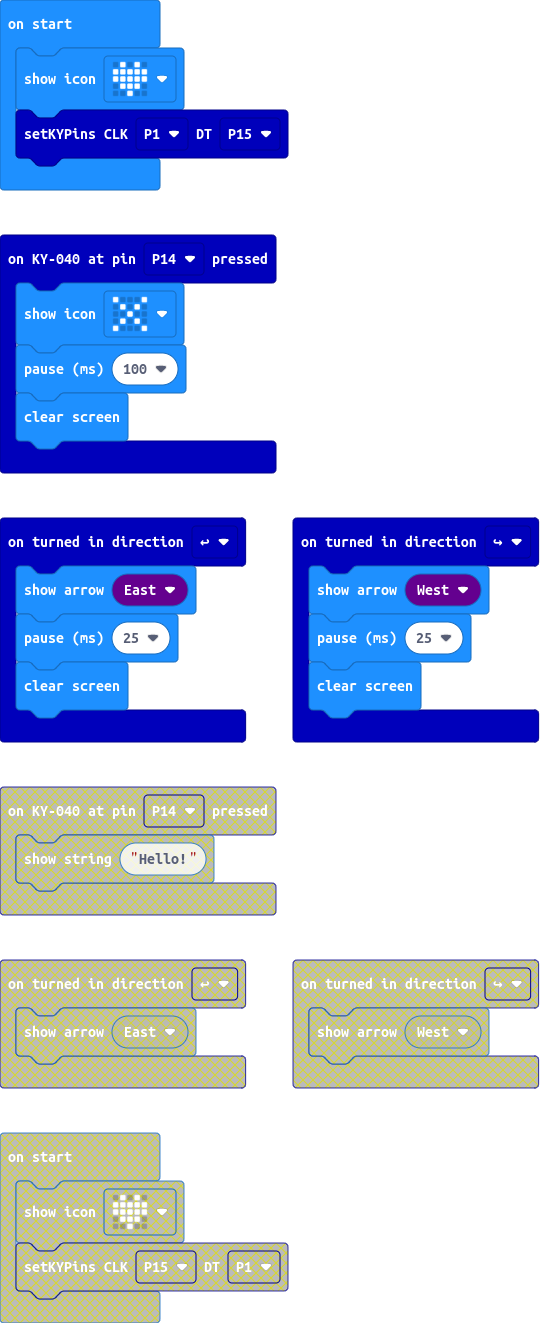 on start
show icon
setKYPins CLK P1 DT P15
on KY-040 at pin P14 pressed
show icon
pause (ms) 100
clear screen
on turned in direction ↩
show arrow East
pause (ms) 25
clear screen
on turned in direction ↪
show arrow West
pause (ms) 25
clear screen
on KY-040 at pin P14 pressed
show string "Hello!"
on turned in direction ↩
show arrow East
on turned in direction ↪
show arrow West
on start
show icon
setKYPins CLK P15 DT P1